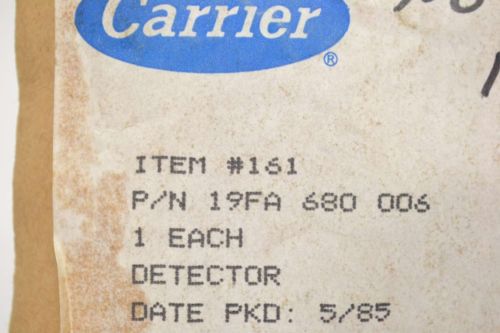 Carrier
®
ITEM #161
P/N 19FA 680 006
1 EACH
DETECTOR
DATE PKD: 5/85